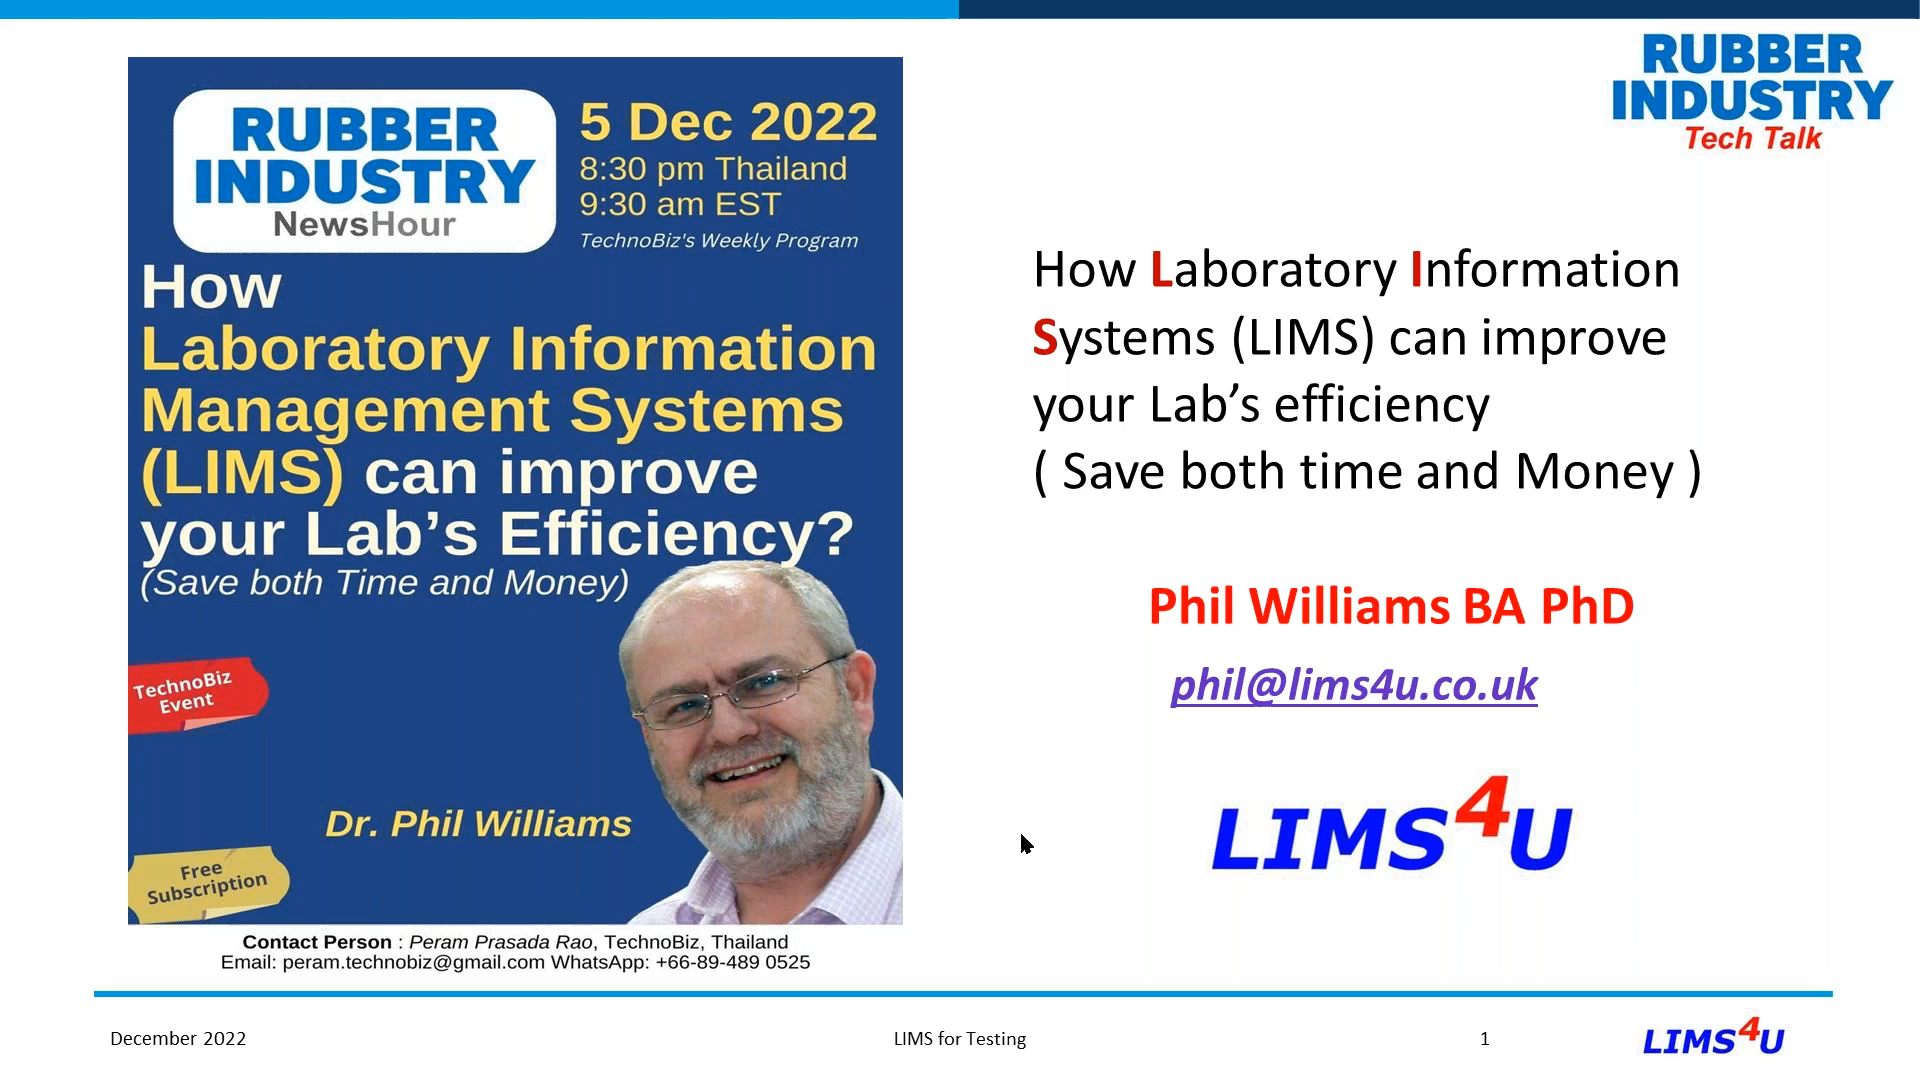 RUBBER
INDUSTRY
NewsHour
5 Dec 2022
8:30 pm Thailand
9:30 am EST
TechnoBiz's Weekly Program
How
Laboratory Information
Management Systems
(LIMS) can improve
your Lab’s Efficiency?
(Save both Time and Money)
TechnoBiz
Event
Dr. Phil Williams
Free
Subscription
Contact Person : Peram Prasada Rao, TechnoBiz, Thailand
Email: peram.technobiz@gmail.com WhatsApp: +66-89-489 0525
RUBBER
INDUSTRY
Tech Talk
How Laboratory Information
Systems (LIMS) can improve
your Lab’s efficiency
( Save both time and Money )
Phil Williams BA PhD
phil@lims4u.co.uk
LIMS4U
December 2022
LIMS for Testing
1
LIMS4U